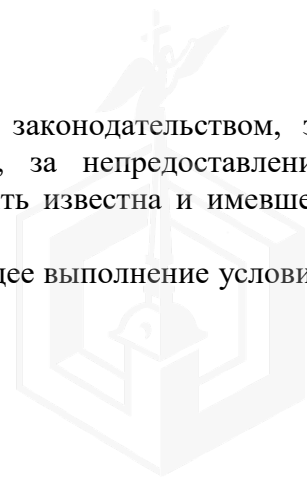 законодательством,
за непредоставлени
ть известна и имевше
щее выполнение услови